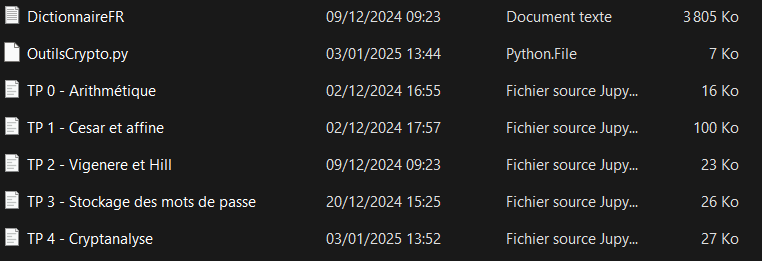 DictionnaireFR 09/12/2024 09:23 Document texte 3 805 Ko
OutilsCrypto.py 03/01/2025 13:44 Python.File 7 Ko
TP 0 - Arithmétique 02/12/2024 16:55 Fichier source Jupy... 16 Ko
TP 1 - Cesar et affine 02/12/2024 17:57 Fichier source Jupy... 100 Ko
TP 2 - Vigenere et Hill 09/12/2024 09:23 Fichier source Jupy... 23 Ko
TP 3 - Stockage des mots de passe 20/12/2024 15:25 Fichier source Jupy... 26 Ko
TP 4 - Cryptanalyse 03/01/2025 13:52 Fichier source Jupy... 27 Ko